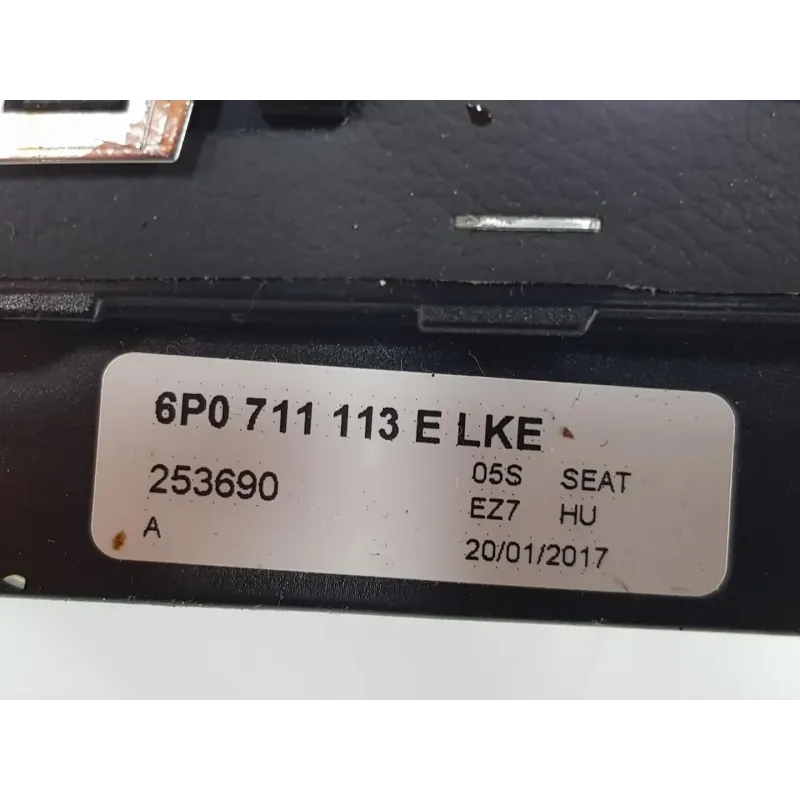 6P0 711 113 E LKE
253690 05S SEAT
EZ7 HU
A 20/01/2017